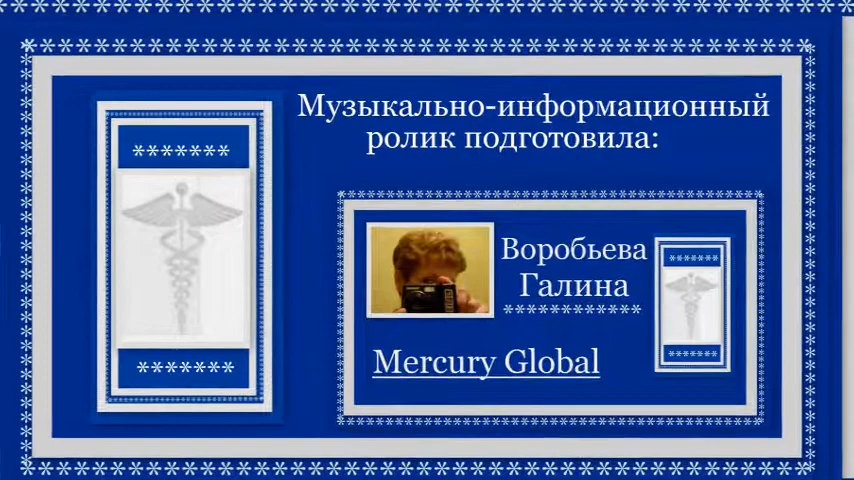 Музыкально-информационный
ролик подготовила:
*******
*******
Воробьева
Галина
************
*******
*******
Mercury Global